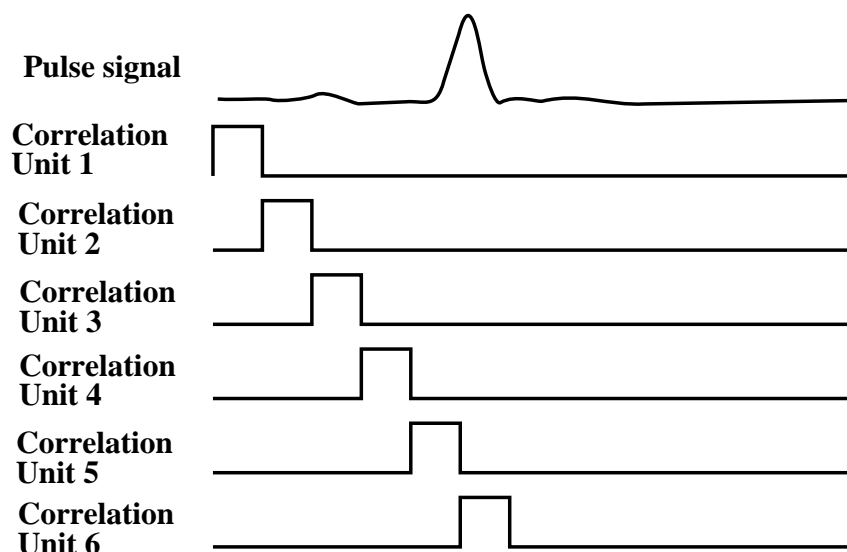 Pulse signal
Correlation
Unit 1
Correlation
Unit 2
Correlation
Unit 3
Correlation
Unit 4
Correlation
Unit 5
Correlation
Unit 6